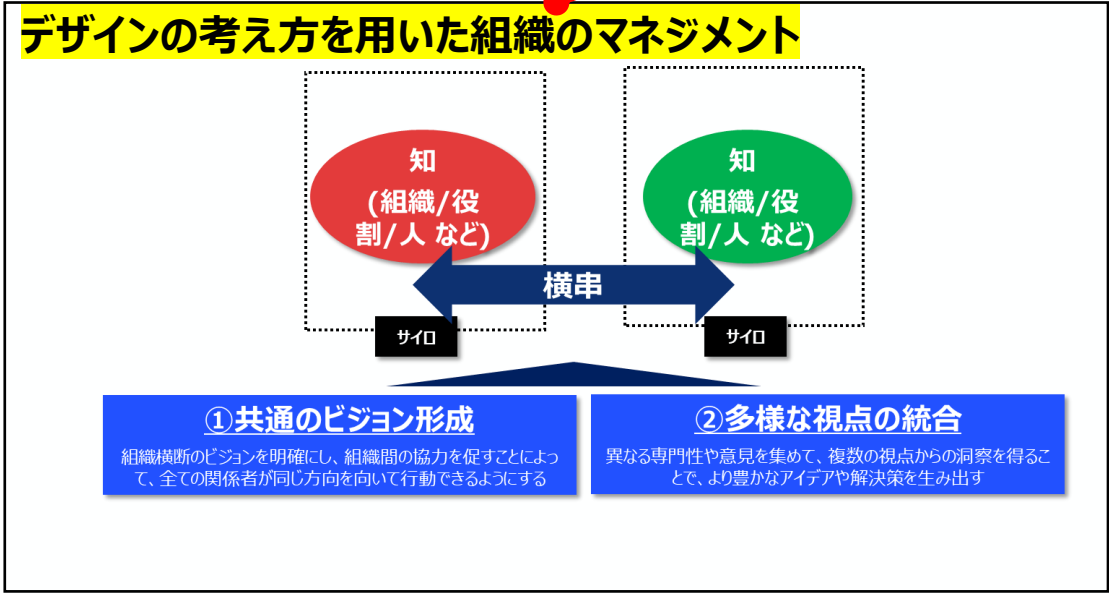 デザインの考え方を用いた組織のマネジメント
知
(組織/役
割/人 など)
知
(組織/役
割/人 など)
横串
サイロ
サイロ
①共通のビジョン形成
組織横断のビジョンを明確にし、組織間の協力を促すことによっ
て、全ての関係者が同じ方向を向いて行動できるようにする
②多様な視点の統合
異なる専門性や意見を集めて、複数の視点からの洞察を得るこ
とで、より豊かなアイデアや解決策を生み出す